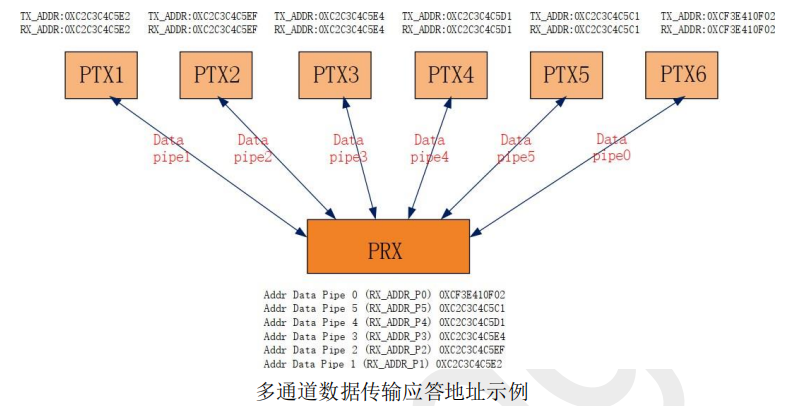 TX_ADDR:0XC2C3C4C5E2 TX_ADDR:0XC2C3C4C5EF TX_ADDR:0XC2C3C4C5E4 TX_ADDR:0XC2C3C4C5D1 TX_ADDR:0XC2C3C4C5C1 TX_ADDR:0XCF3E410F02
RX_ADDR:0XC2C3C4C5E2 RX_ADDR:0XC2C3C4C5EF RX_ADDR:0XC2C3C4C5E4 RX_ADDR:0XC2C3C4C5D1 RX_ADDR:0XC2C3C4C5C1 RX_ADDR:0XCF3E410F02
PTX1 PTX2 PTX3 PTX4 PTX5 PTX6
Data Data Data Data Data Data
pipe1 pipe2 pipe3 pipe4 pipe5 pipe0
PRX
Addr Data Pipe 0 (RX_ADDR_P0) 0XCF3E410F02
Addr Data Pipe 5 (RX_ADDR_P5) 0XC2C3C4C5C1
Addr Data Pipe 4 (RX_ADDR_P4) 0XC2C3C4C5D1
Addr Data Pipe 3 (RX_ADDR_P3) 0XC2C3C4C5E4
Addr Data Pipe 2 (RX_ADDR_P2) 0XC2C3C4C5EF
Addr Data Pipe 1 (RX_ADDR_P1) 0XC2C3C4C5E2
多通道数据传输应答地址示例